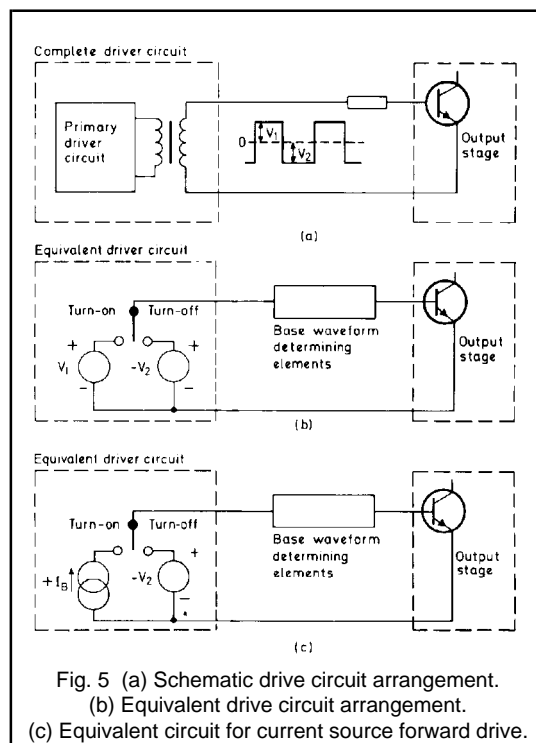 Complete driver circuit
Primary
driver
circuit
0
V1
V2
Output
stage
(a)
Equivalent driver circuit
Turn-on
Turn-off
+
V1
−
+
-V2
−
Base waveform
determining
elements
Output
stage
(b)
Equivalent driver circuit
Turn-on
Turn-off
+IB
+
-V2
−
Base waveform
determining
elements
Output
stage
(c)
Fig. 5 (a) Schematic drive circuit arrangement.
(b) Equivalent drive circuit arrangement.
(c) Equivalent circuit for current source forward drive.